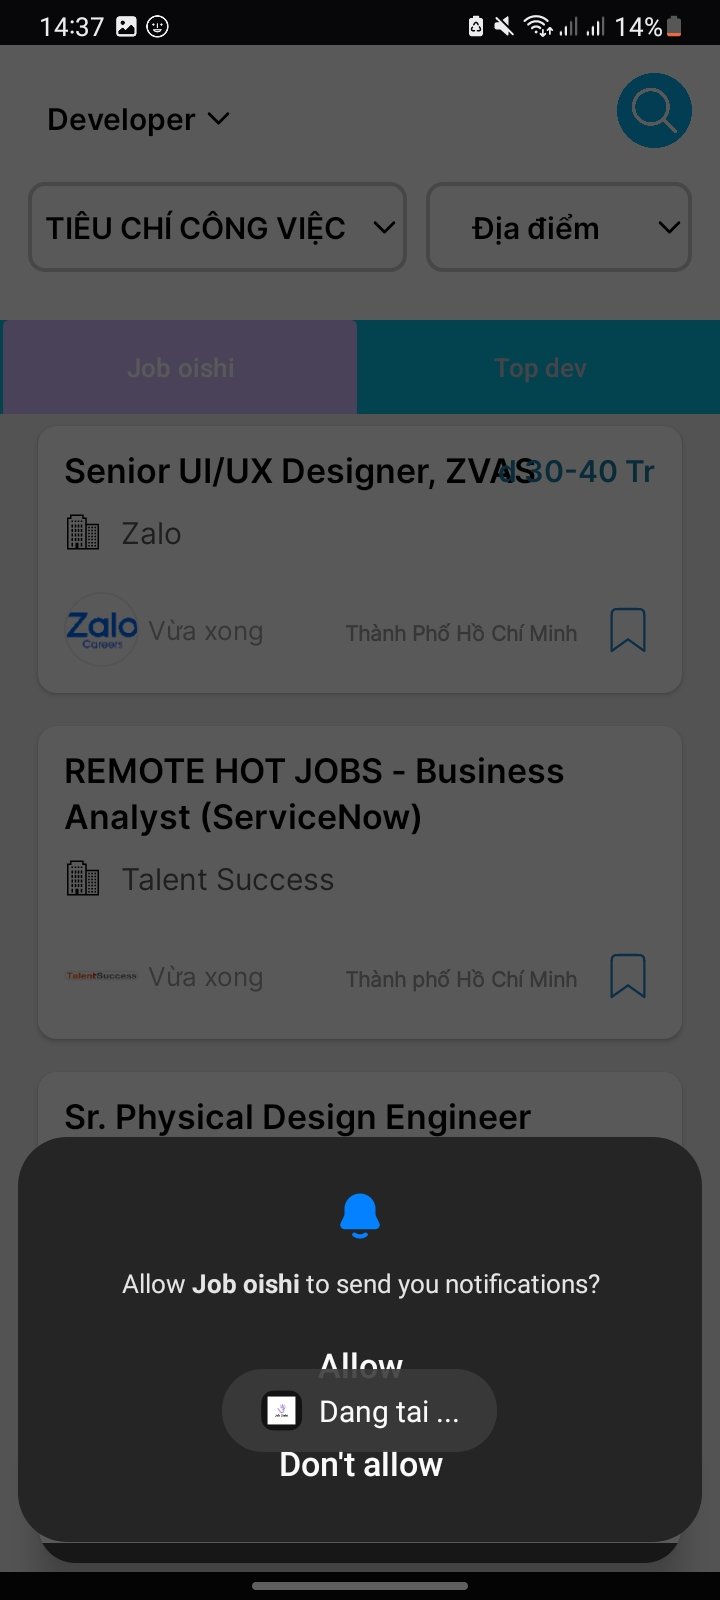 14:37 14%
Developer
TIÊU CHÍ CÔNG VIỆC Địa điểm
Job oishi Top dev
Senior UI/UX Designer, ZVAS đ 30-40 Tr
Zalo
Zalo
Careers
Vừa xong Thành Phố Hồ Chí Minh
REMOTE HOT JOBS - Business
Analyst (ServiceNow)
Talent Success
TalentSuccess Vừa xong Thành phố Hồ Chí Minh
Sr. Physical Design Engineer
Allow Job oishi to send you notifications?
Allow
Dang tai ...
Don't allow